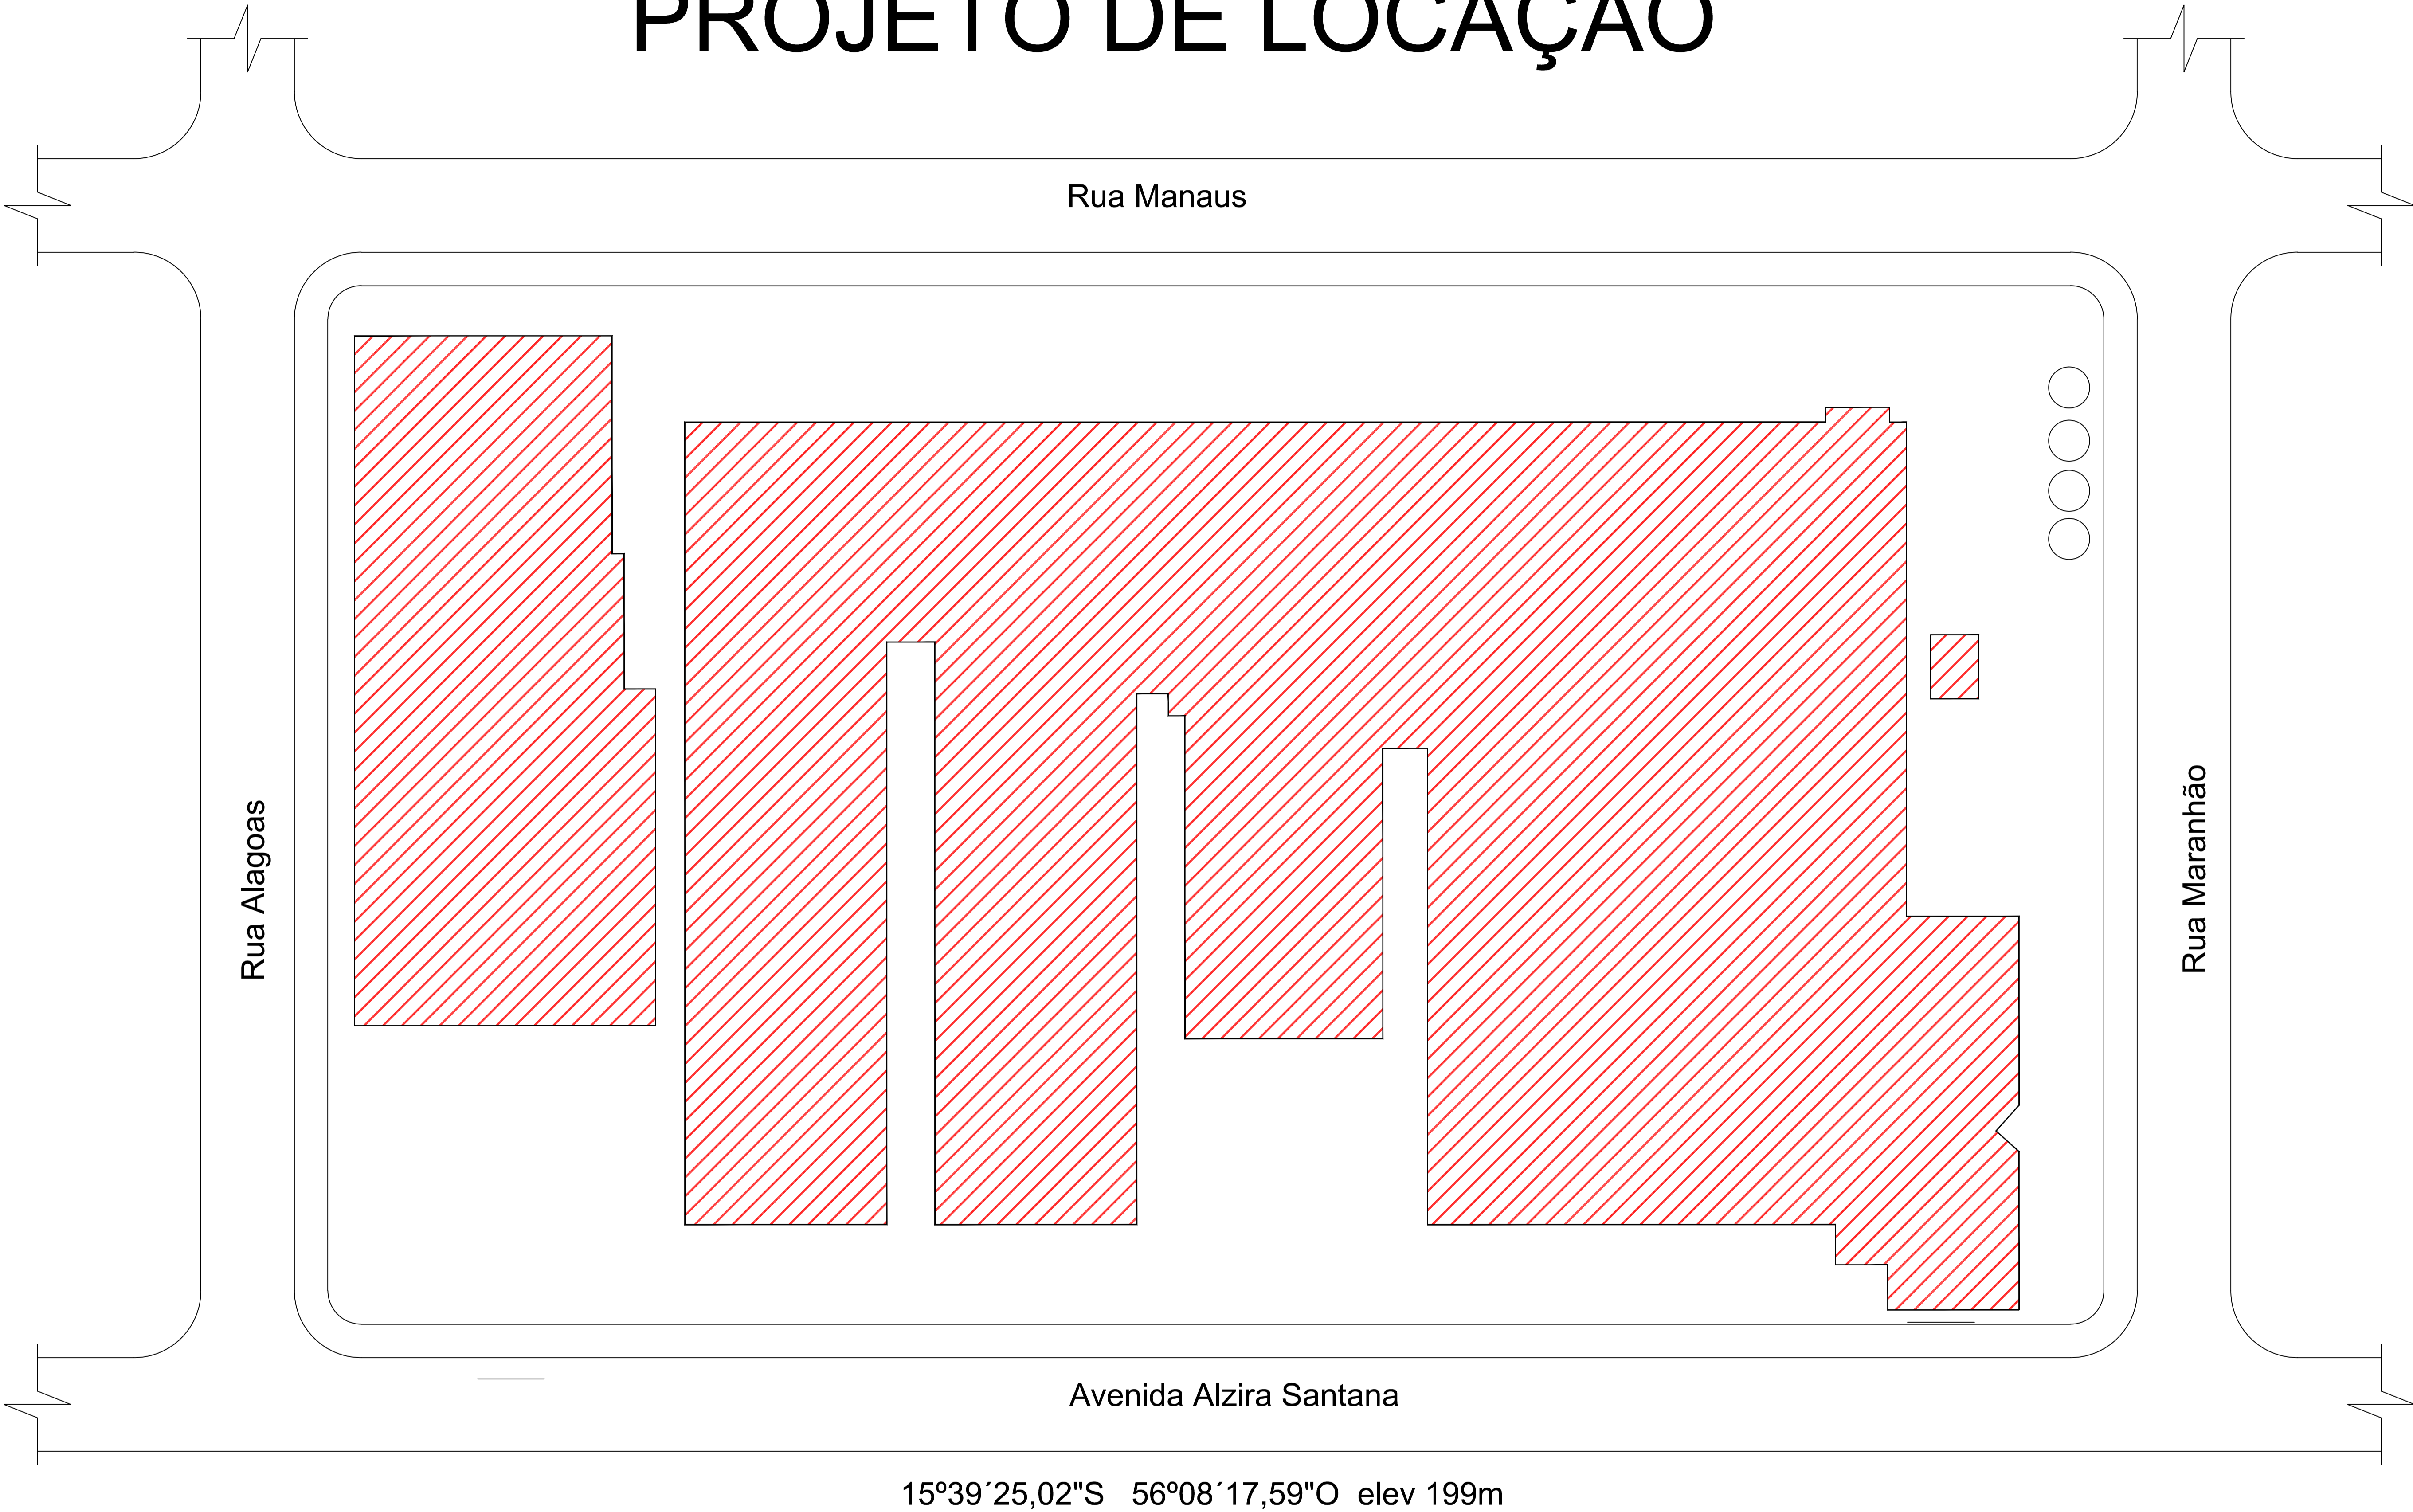 PROJETO DE LOCAÇÃO
Rua Manaus
Rua Alagoas
Rua Maranhão
Avenida Alzira Santana
15º39´25,02"S   56º08´17,59"O  elev 199m